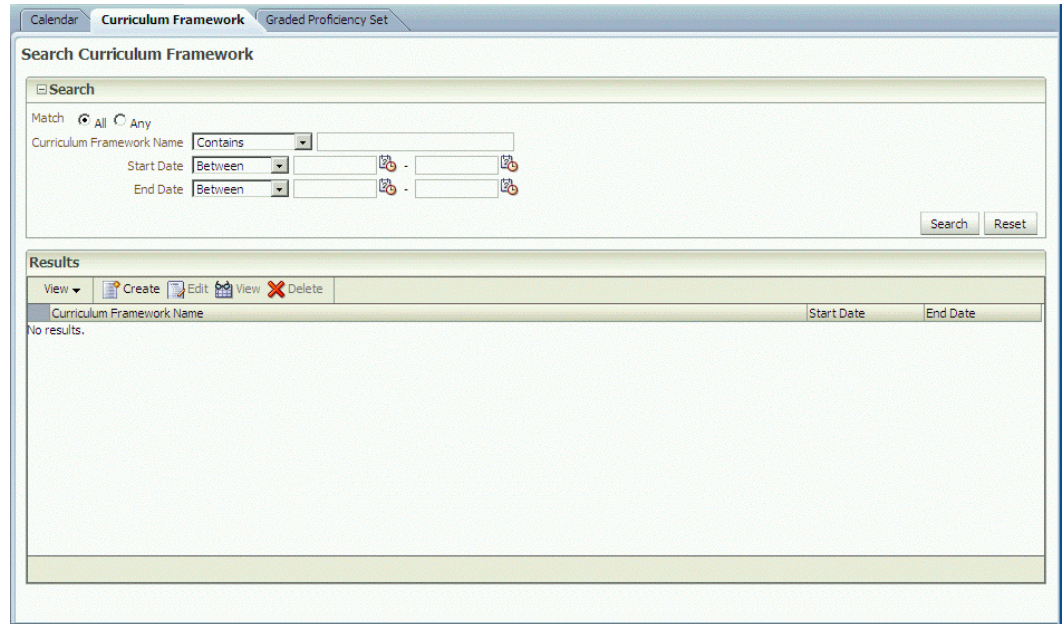 Calendar Curriculum Framework Graded Proficiency Set
Search Curriculum Framework
Search
Match All Any
Curriculum Framework Name Contains
Start Date Between -
End Date Between -
Search Reset
Results
View Create Edit View Delete
Curriculum Framework Name Start Date End Date
No results.